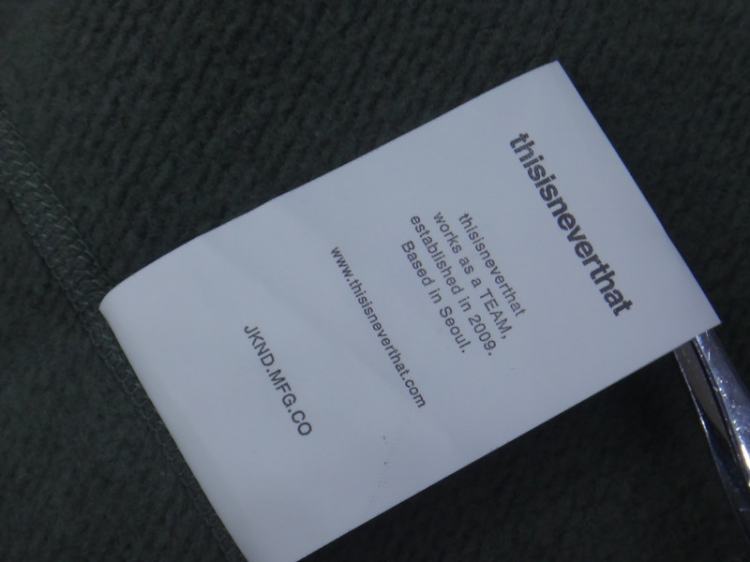 thisisneverthat
thisisneverthat
works as a TEAM,
established in 2009.
Based in Seoul.
www.thisisneverthat.com
JKND.MFG.CO